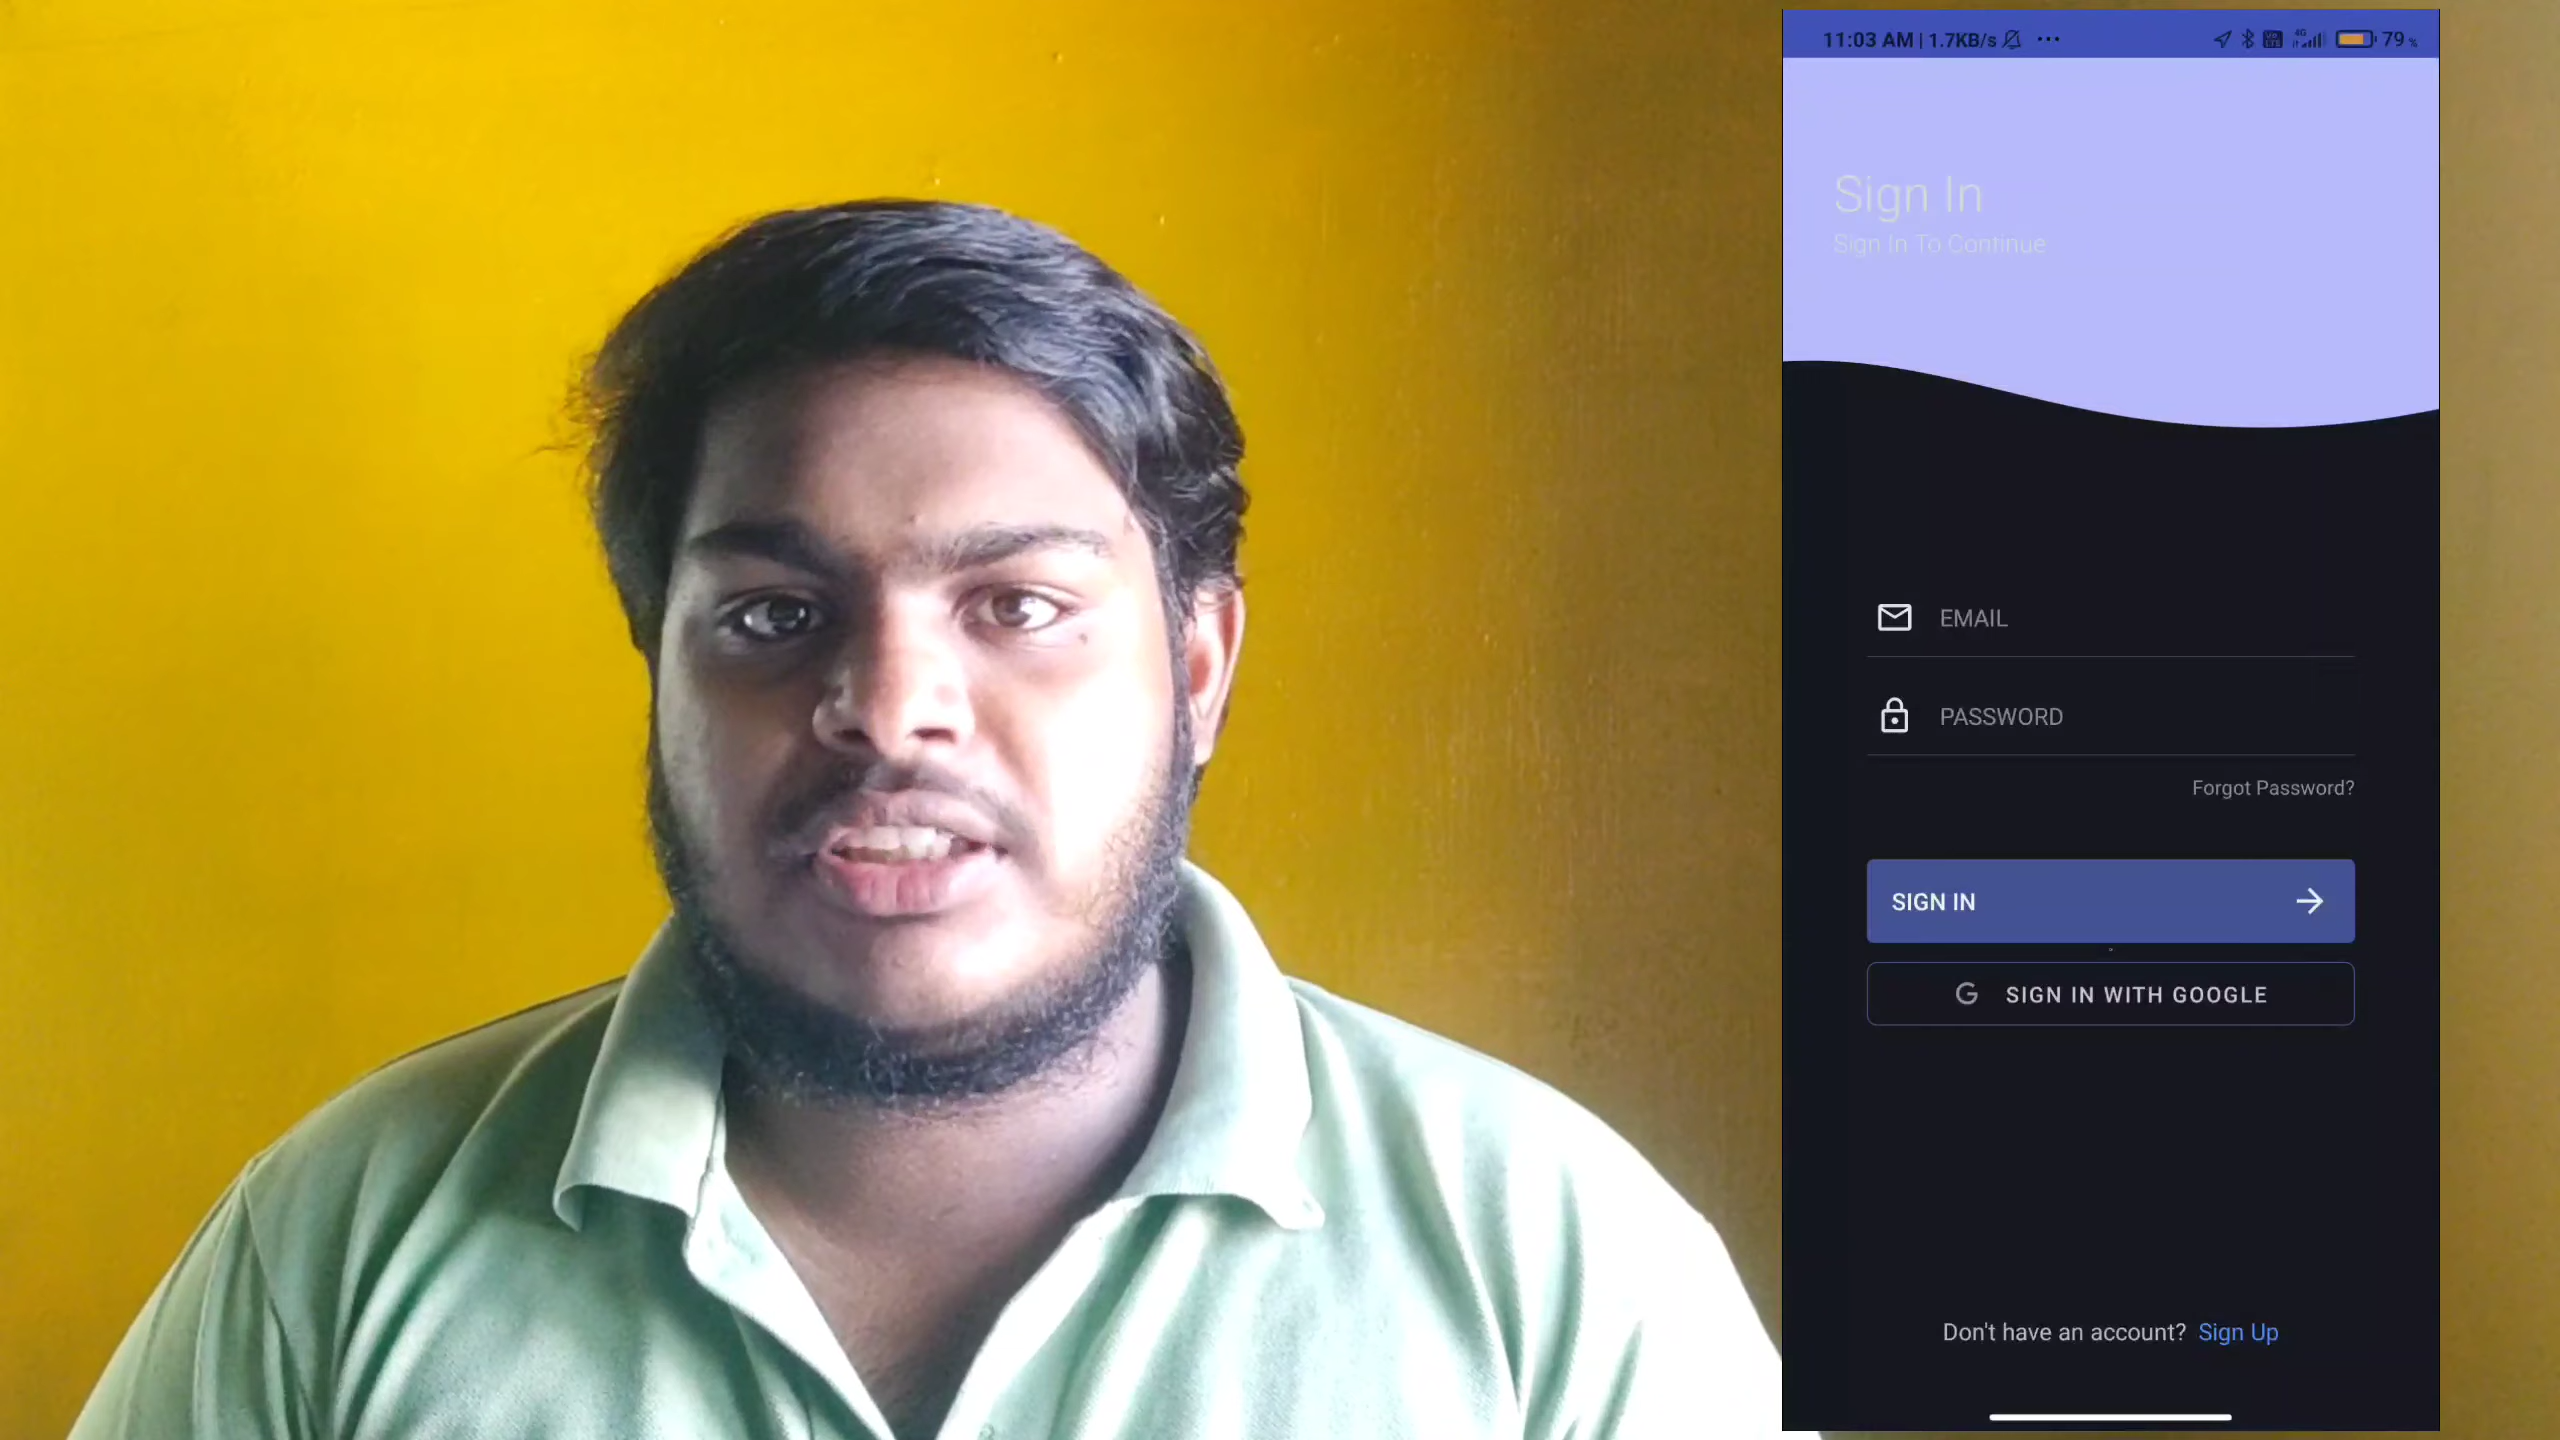 11:03 AM | 1.7KB/s ... 4G 79 %
Sign In
Sign In To Continue
EMAIL
PASSWORD
Forgot Password?
SIGN IN
G SIGN IN WITH GOOGLE
Don't have an account? Sign Up